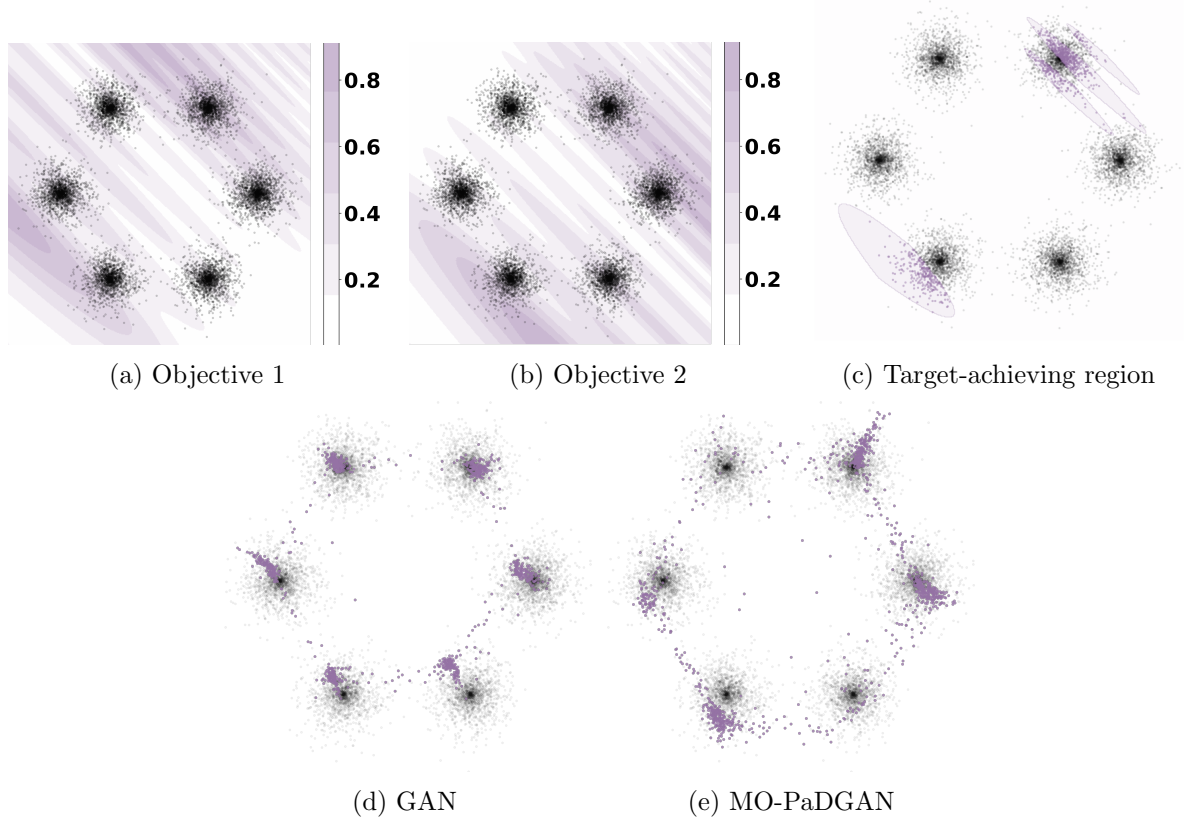 0.8
0.6
0.4
0.2
0.8
0.6
0.4
0.2
(a) Objective 1
(b) Objective 2
(c) Target-achieving region
(d) GAN
(e) MO-PaDGAN